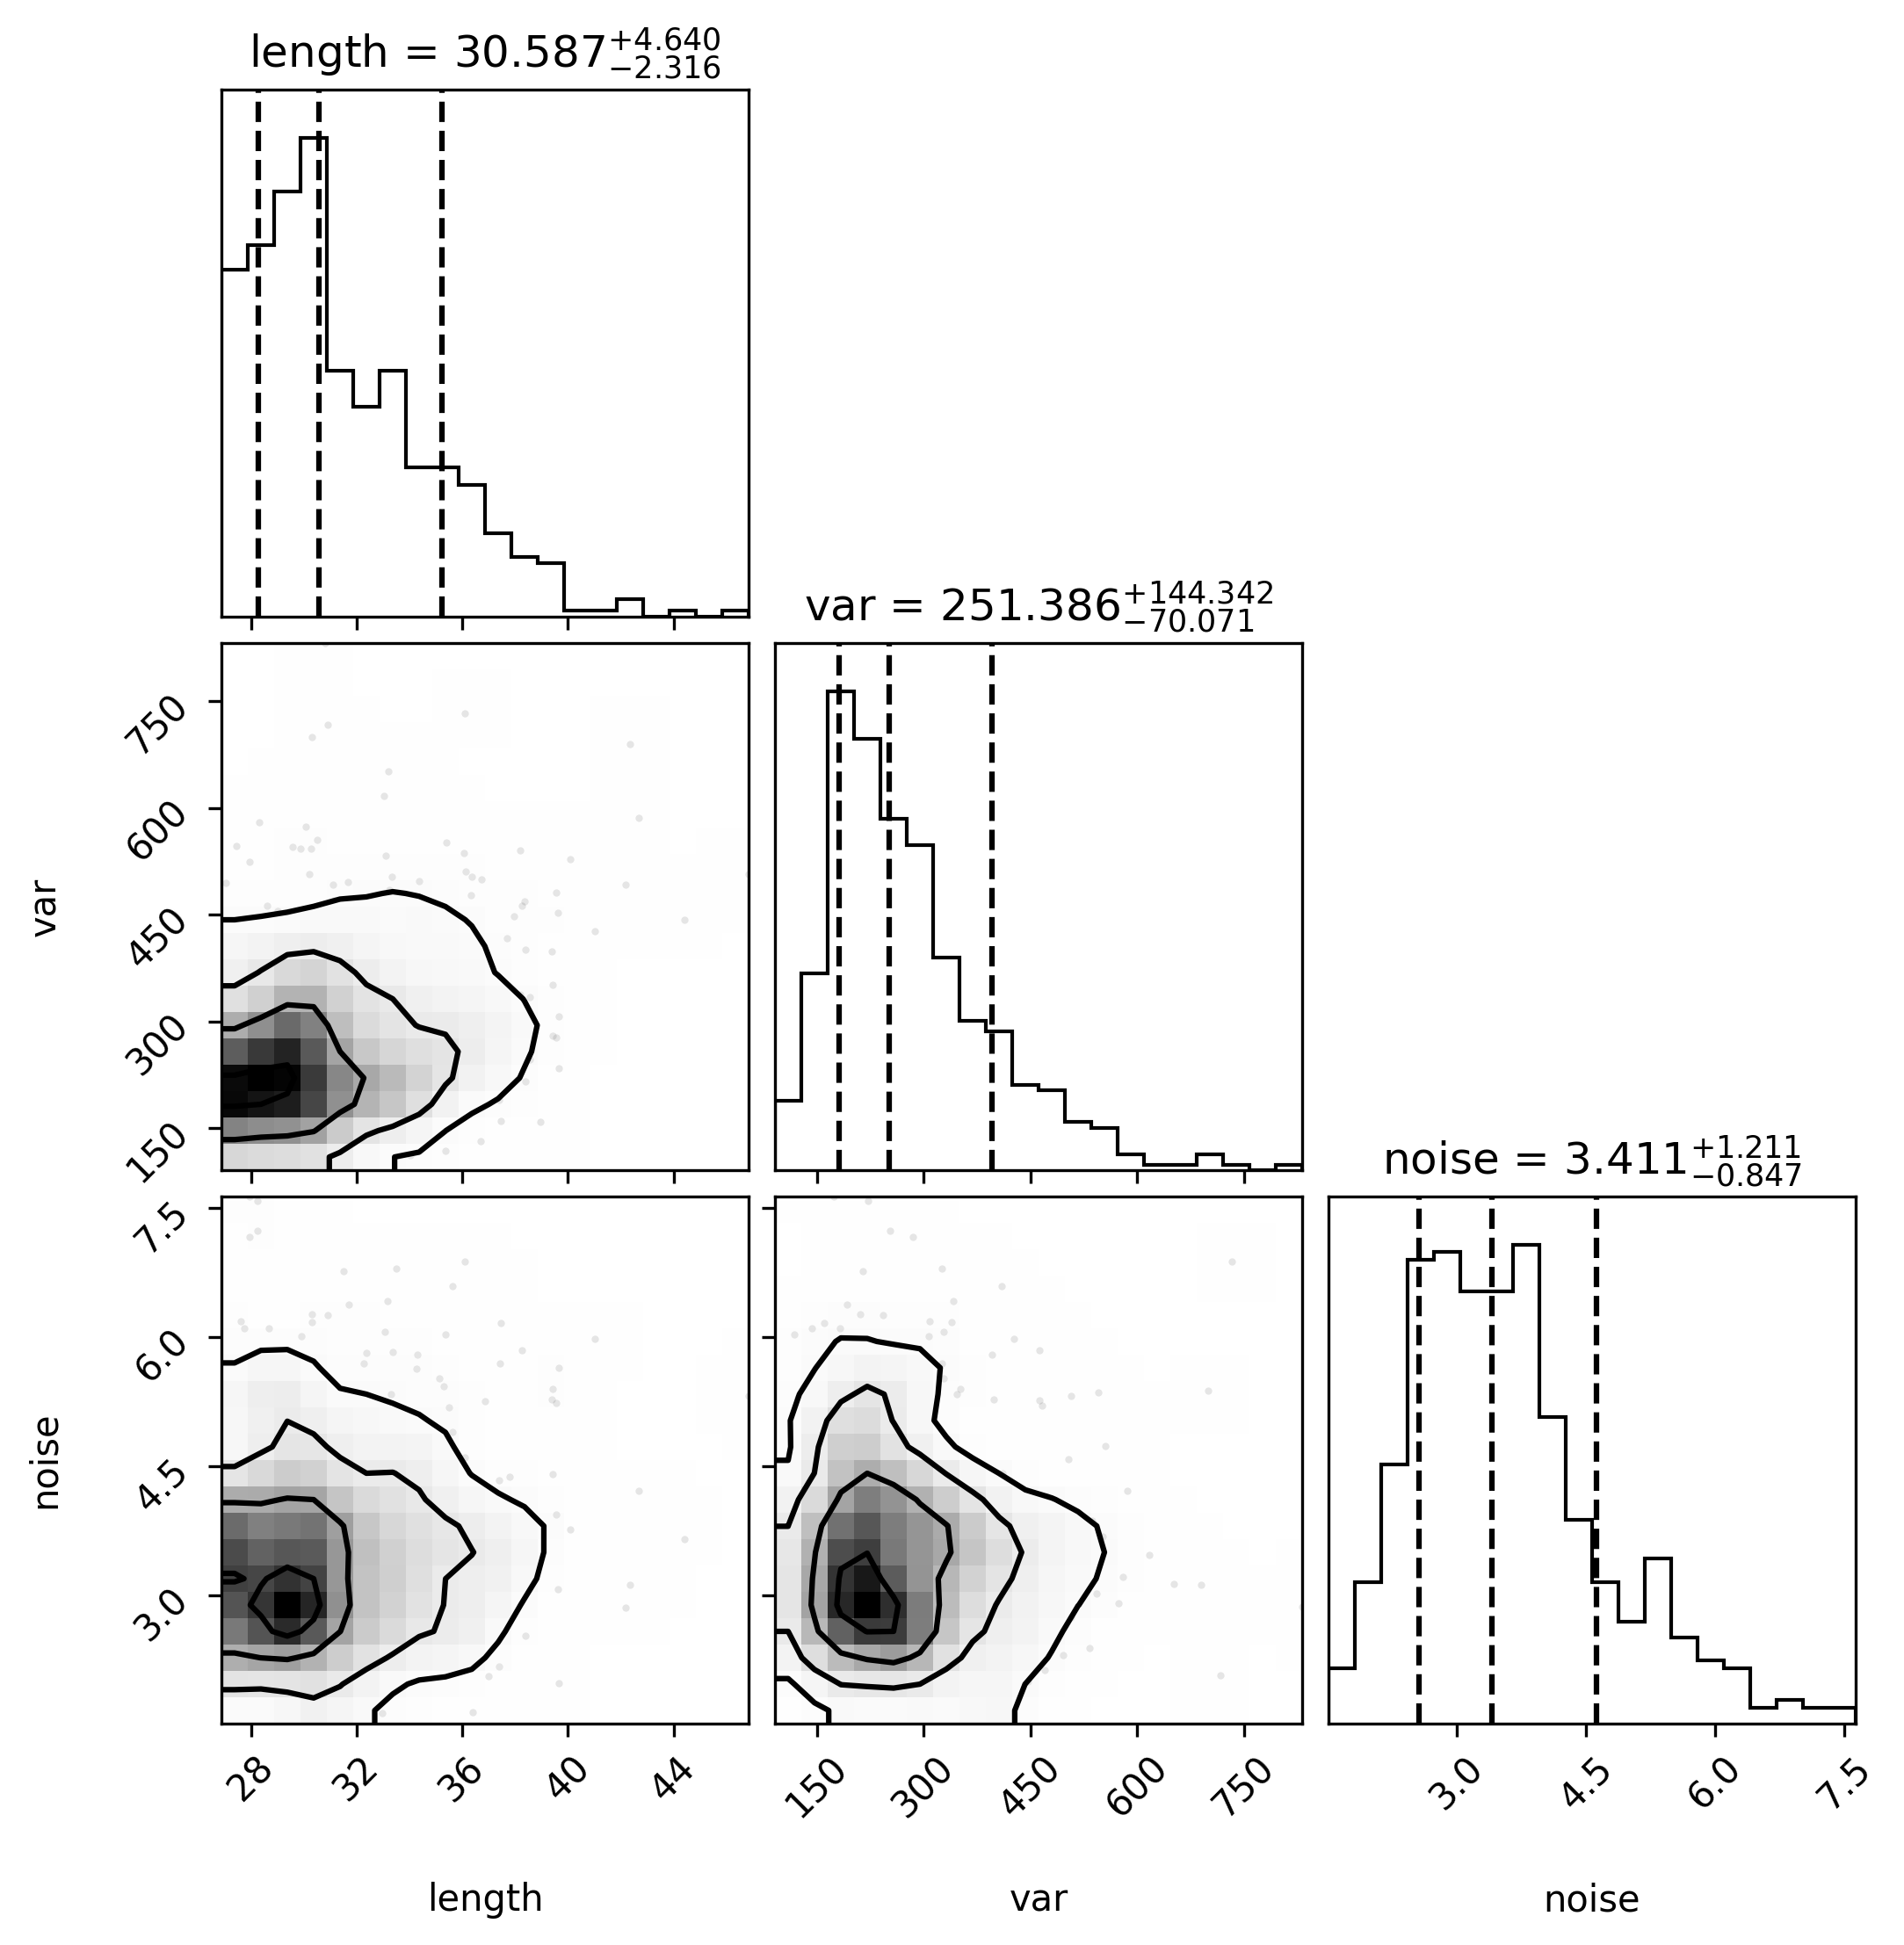 length = 30.587+4.640 −2.316
var = 251.386+144.342 −70.071
750
600
450
300
150
var
noise = 3.411+1.211 −0.847
7.5
6.0
4.5
3.0
noise
28 32 36 40 44
150 300 450 600 750
3.0 4.5 6.0 7.5
length var noise